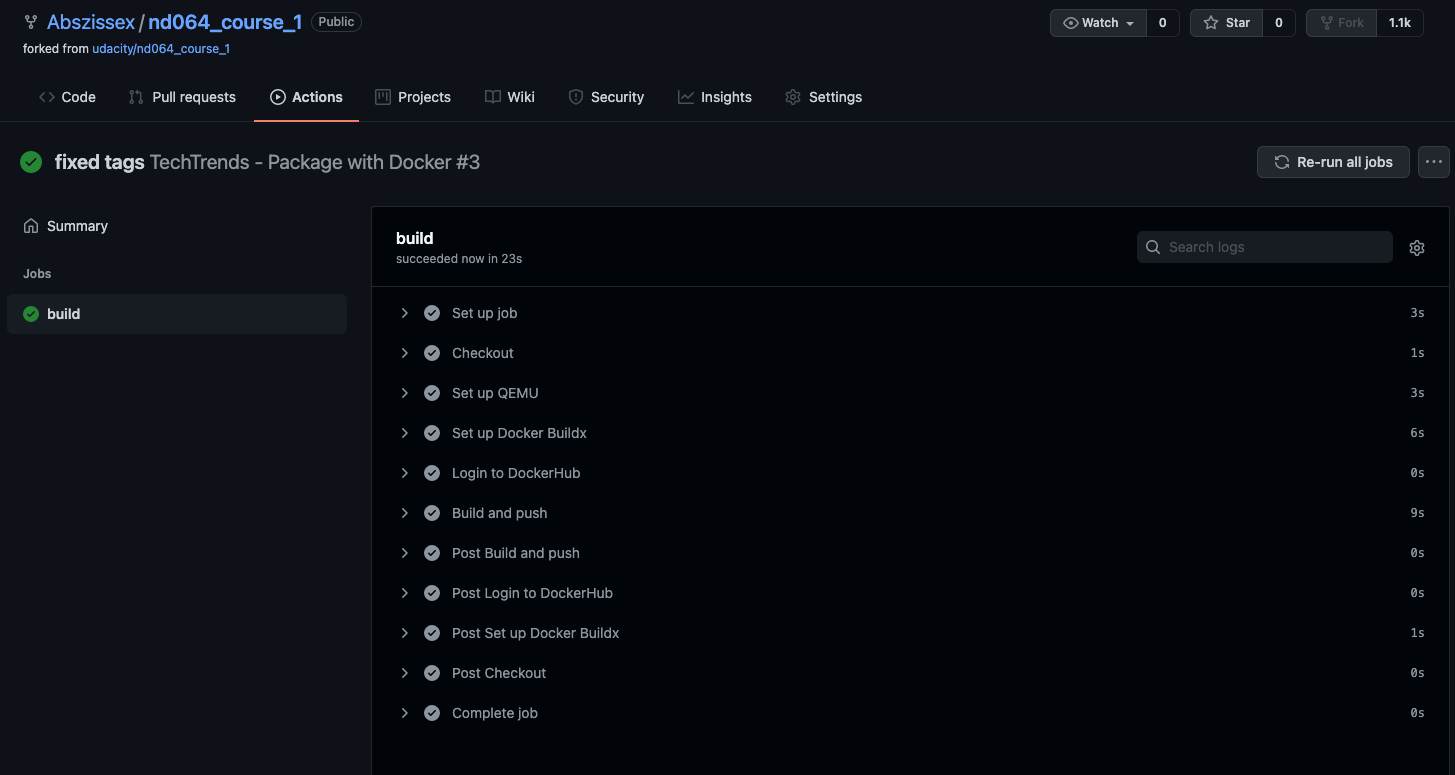 Abszissex / nd064_course_1 Public
Watch 0 Star 0 Fork 1.1k
forked from udacity/nd064_course_1
Code Pull requests Actions Projects Wiki Security Insights Settings
fixed tags TechTrends - Package with Docker #3
Re-run all jobs
Summary
Jobs
build
build
succeeded now in 23s
Search logs
Set up job 3s
Checkout 1s
Set up QEMU 3s
Set up Docker Buildx 6s
Login to DockerHub 0s
Build and push 9s
Post Build and push 0s
Post Login to DockerHub 0s
Post Set up Docker Buildx 1s
Post Checkout 0s
Complete job 0s